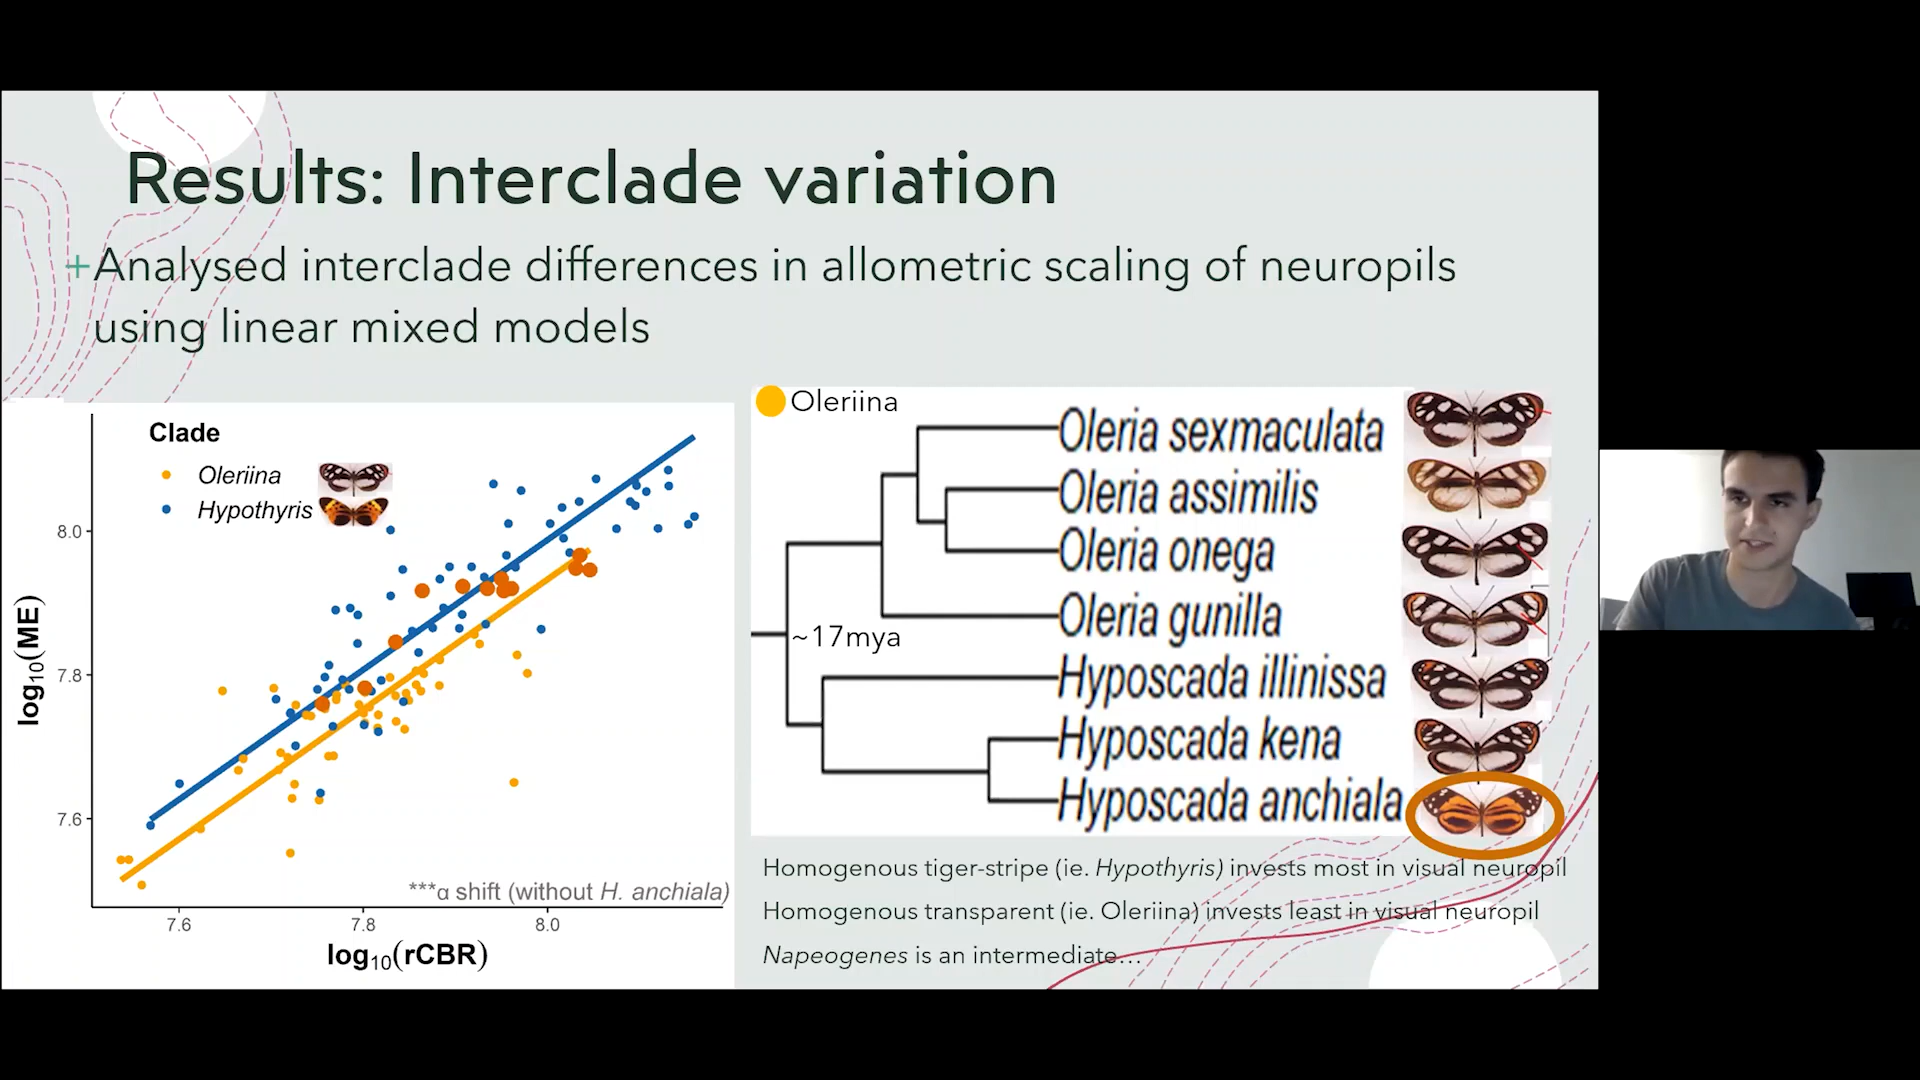 Results: Interclade variation
+Analysed interclade differences in allometric scaling of neuropils
using linear mixed models
Clade
Oleriina
Hypothyris
8.0
7.8
7.6
log10(ME)
7.6 7.8 8.0
log10(rCBR)
***α shift (without H. anchiala)
Oleriina
Oleria sexmaculata
Oleria assimilis
Oleria onega
Oleria gunilla
~17mya
Hyposcada illinissa
Hyposcada kena
Hyposcada anchiala
Homogenous tiger-stripe (ie. Hypothyris) invests most in visual neuropil
Homogenous transparent (ie. Oleriina) invests least in visual neuropil
Napeogenes is an intermediate…